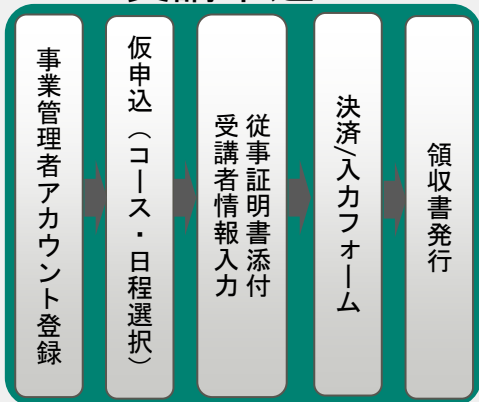 事業管理者アカウント登録
仮申込（コース・日程選択）
従事証明書添付
受講者情報入力
決済/入力フォーム
領収書発行